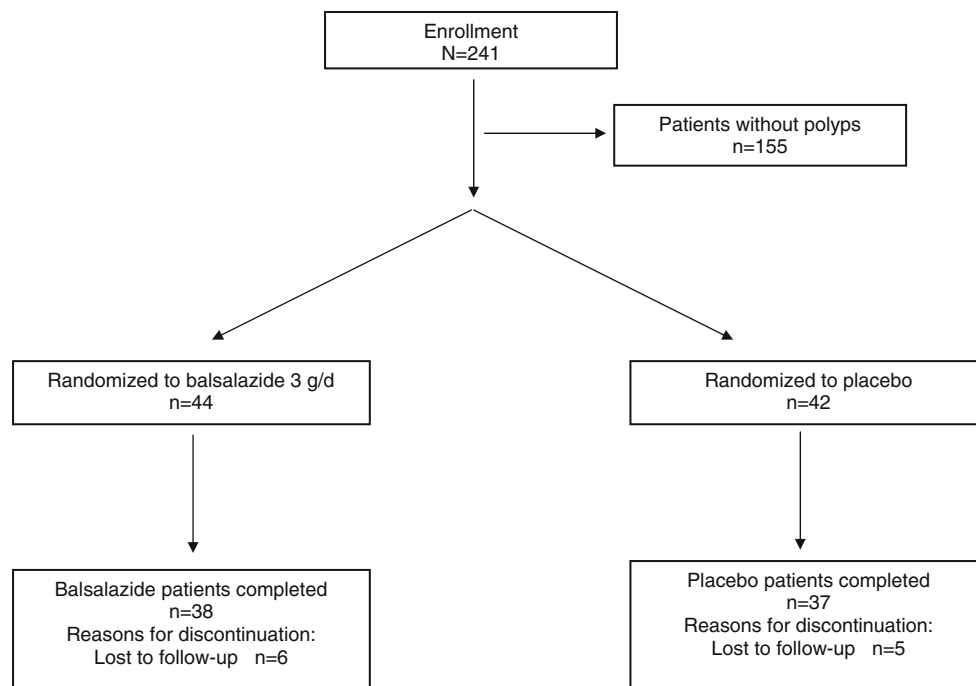 Enrollment
N=241
Patients without polyps
n=155
Randomized to balsalazide 3 g/d
n=44
Randomized to placebo
n=42
Balsalazide patients completed
n=38
Reasons for discontinuation:
Lost to follow-up n=6
Placebo patients completed
n=37
Reasons for discontinuation:
Lost to follow-up n=5